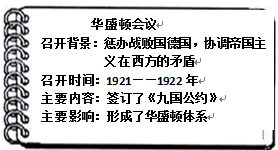 华盛顿会议
召开背景：惩办战败国德国，协调帝国主
义在西方的矛盾
召开时间：1921－－1922 年
主要内容：签订了《九国公约》
主要影响：形成了华盛顿体系